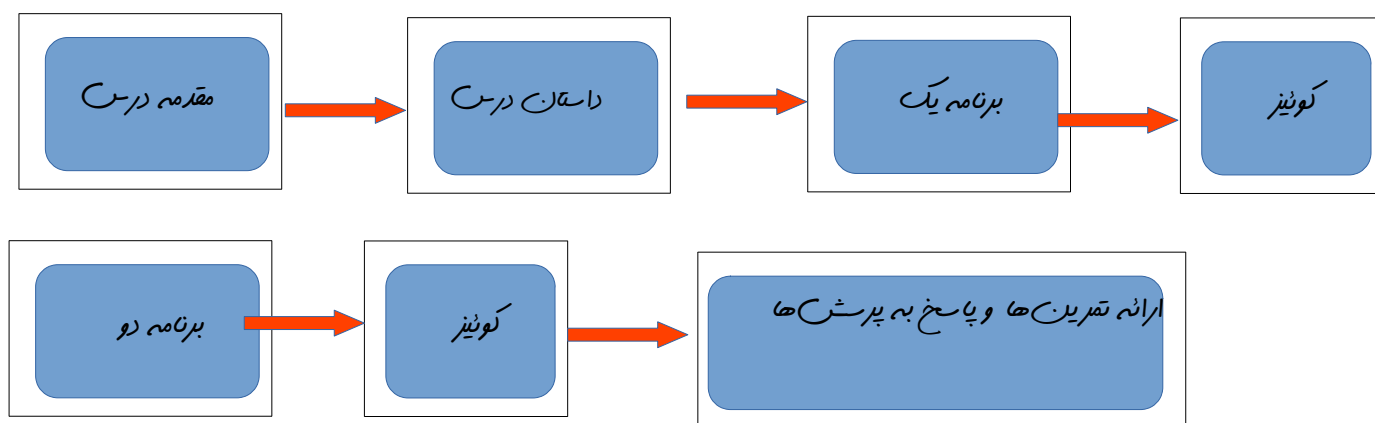 مقدمه درس
داستان درس
برنامه یک
کوئیز
برنامه دو
کوئیز
ارائه تمرین‌ها و پاسخ به پرسش‌ها